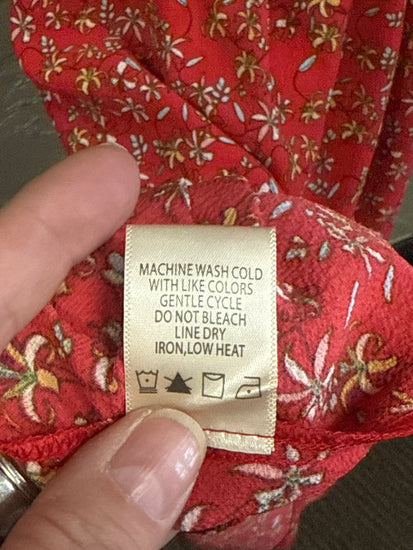 MACHINE WASH COLD
WITH LIKE COLORS
GENTLE CYCLE
DO NOT BLEACH
LINE DRY
IRON,LOW HEAT